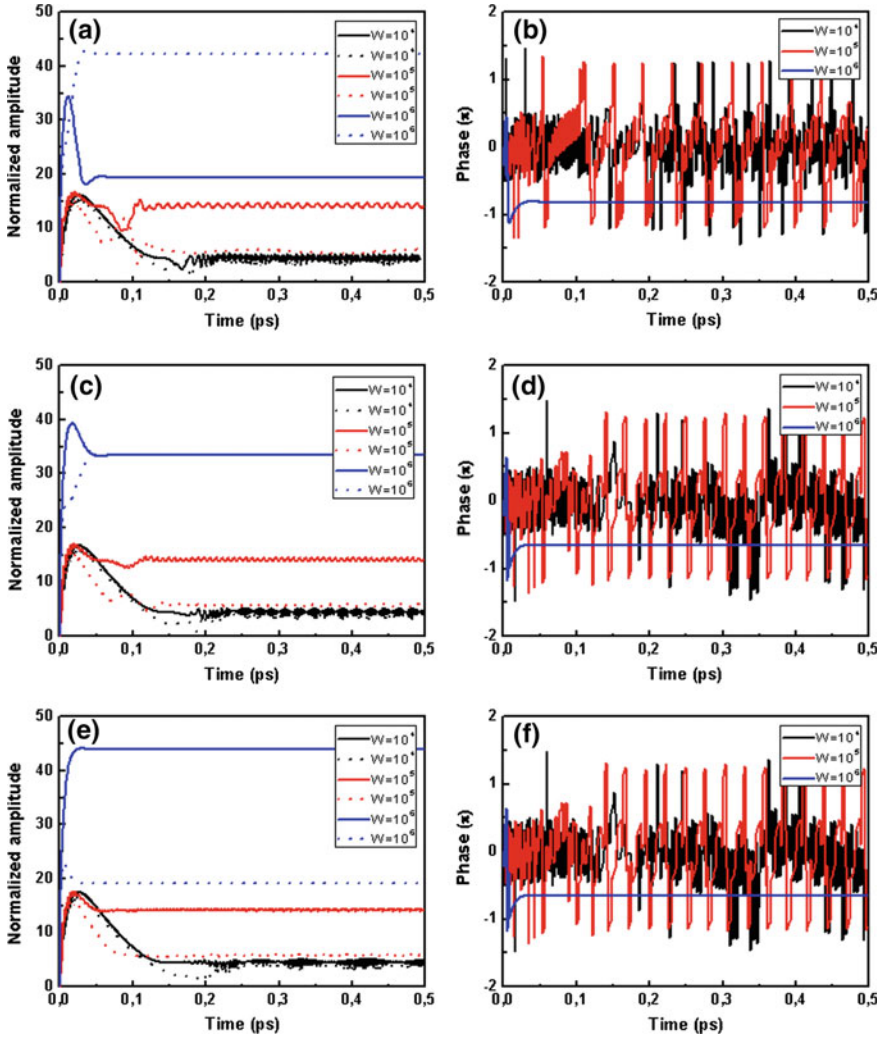 (a)
Normalized amplitude
50
40
30
20
10
0
0,0 0,1 0,2 0,3 0,4 0,5
Time (ps)
W=10⁴
W=10⁴
W=10⁵
W=10⁵
W=10⁶
W=10⁶
(b)
Phase (π)
2
1
0
-1
-2
0,0 0,1 0,2 0,3 0,4 0,5
Time (ps)
W=10⁴
W=10⁵
W=10⁶
(c)
Normalized amplitude
50
40
30
20
10
0
0,0 0,1 0,2 0,3 0,4 0,5
Time (ps)
W=10⁴
W=10⁴
W=10⁵
W=10⁵
W=10⁶
W=10⁶
(d)
Phase (π)
2
1
0
-1
-2
0,0 0,1 0,2 0,3 0,4 0,5
Time (ps)
W=10⁴
W=10⁵
W=10⁶
(e)
Normalized amplitude
50
40
30
20
10
0
0,0 0,1 0,2 0,3 0,4 0,5
Time (ps)
W=10⁴
W=10⁴
W=10⁵
W=10⁵
W=10⁶
W=10⁶
(f)
Phase (π)
2
1
0
-1
-2
0,0 0,1 0,2 0,3 0,4 0,5
Time (ps)
W=10⁴
W=10⁵
W=10⁶